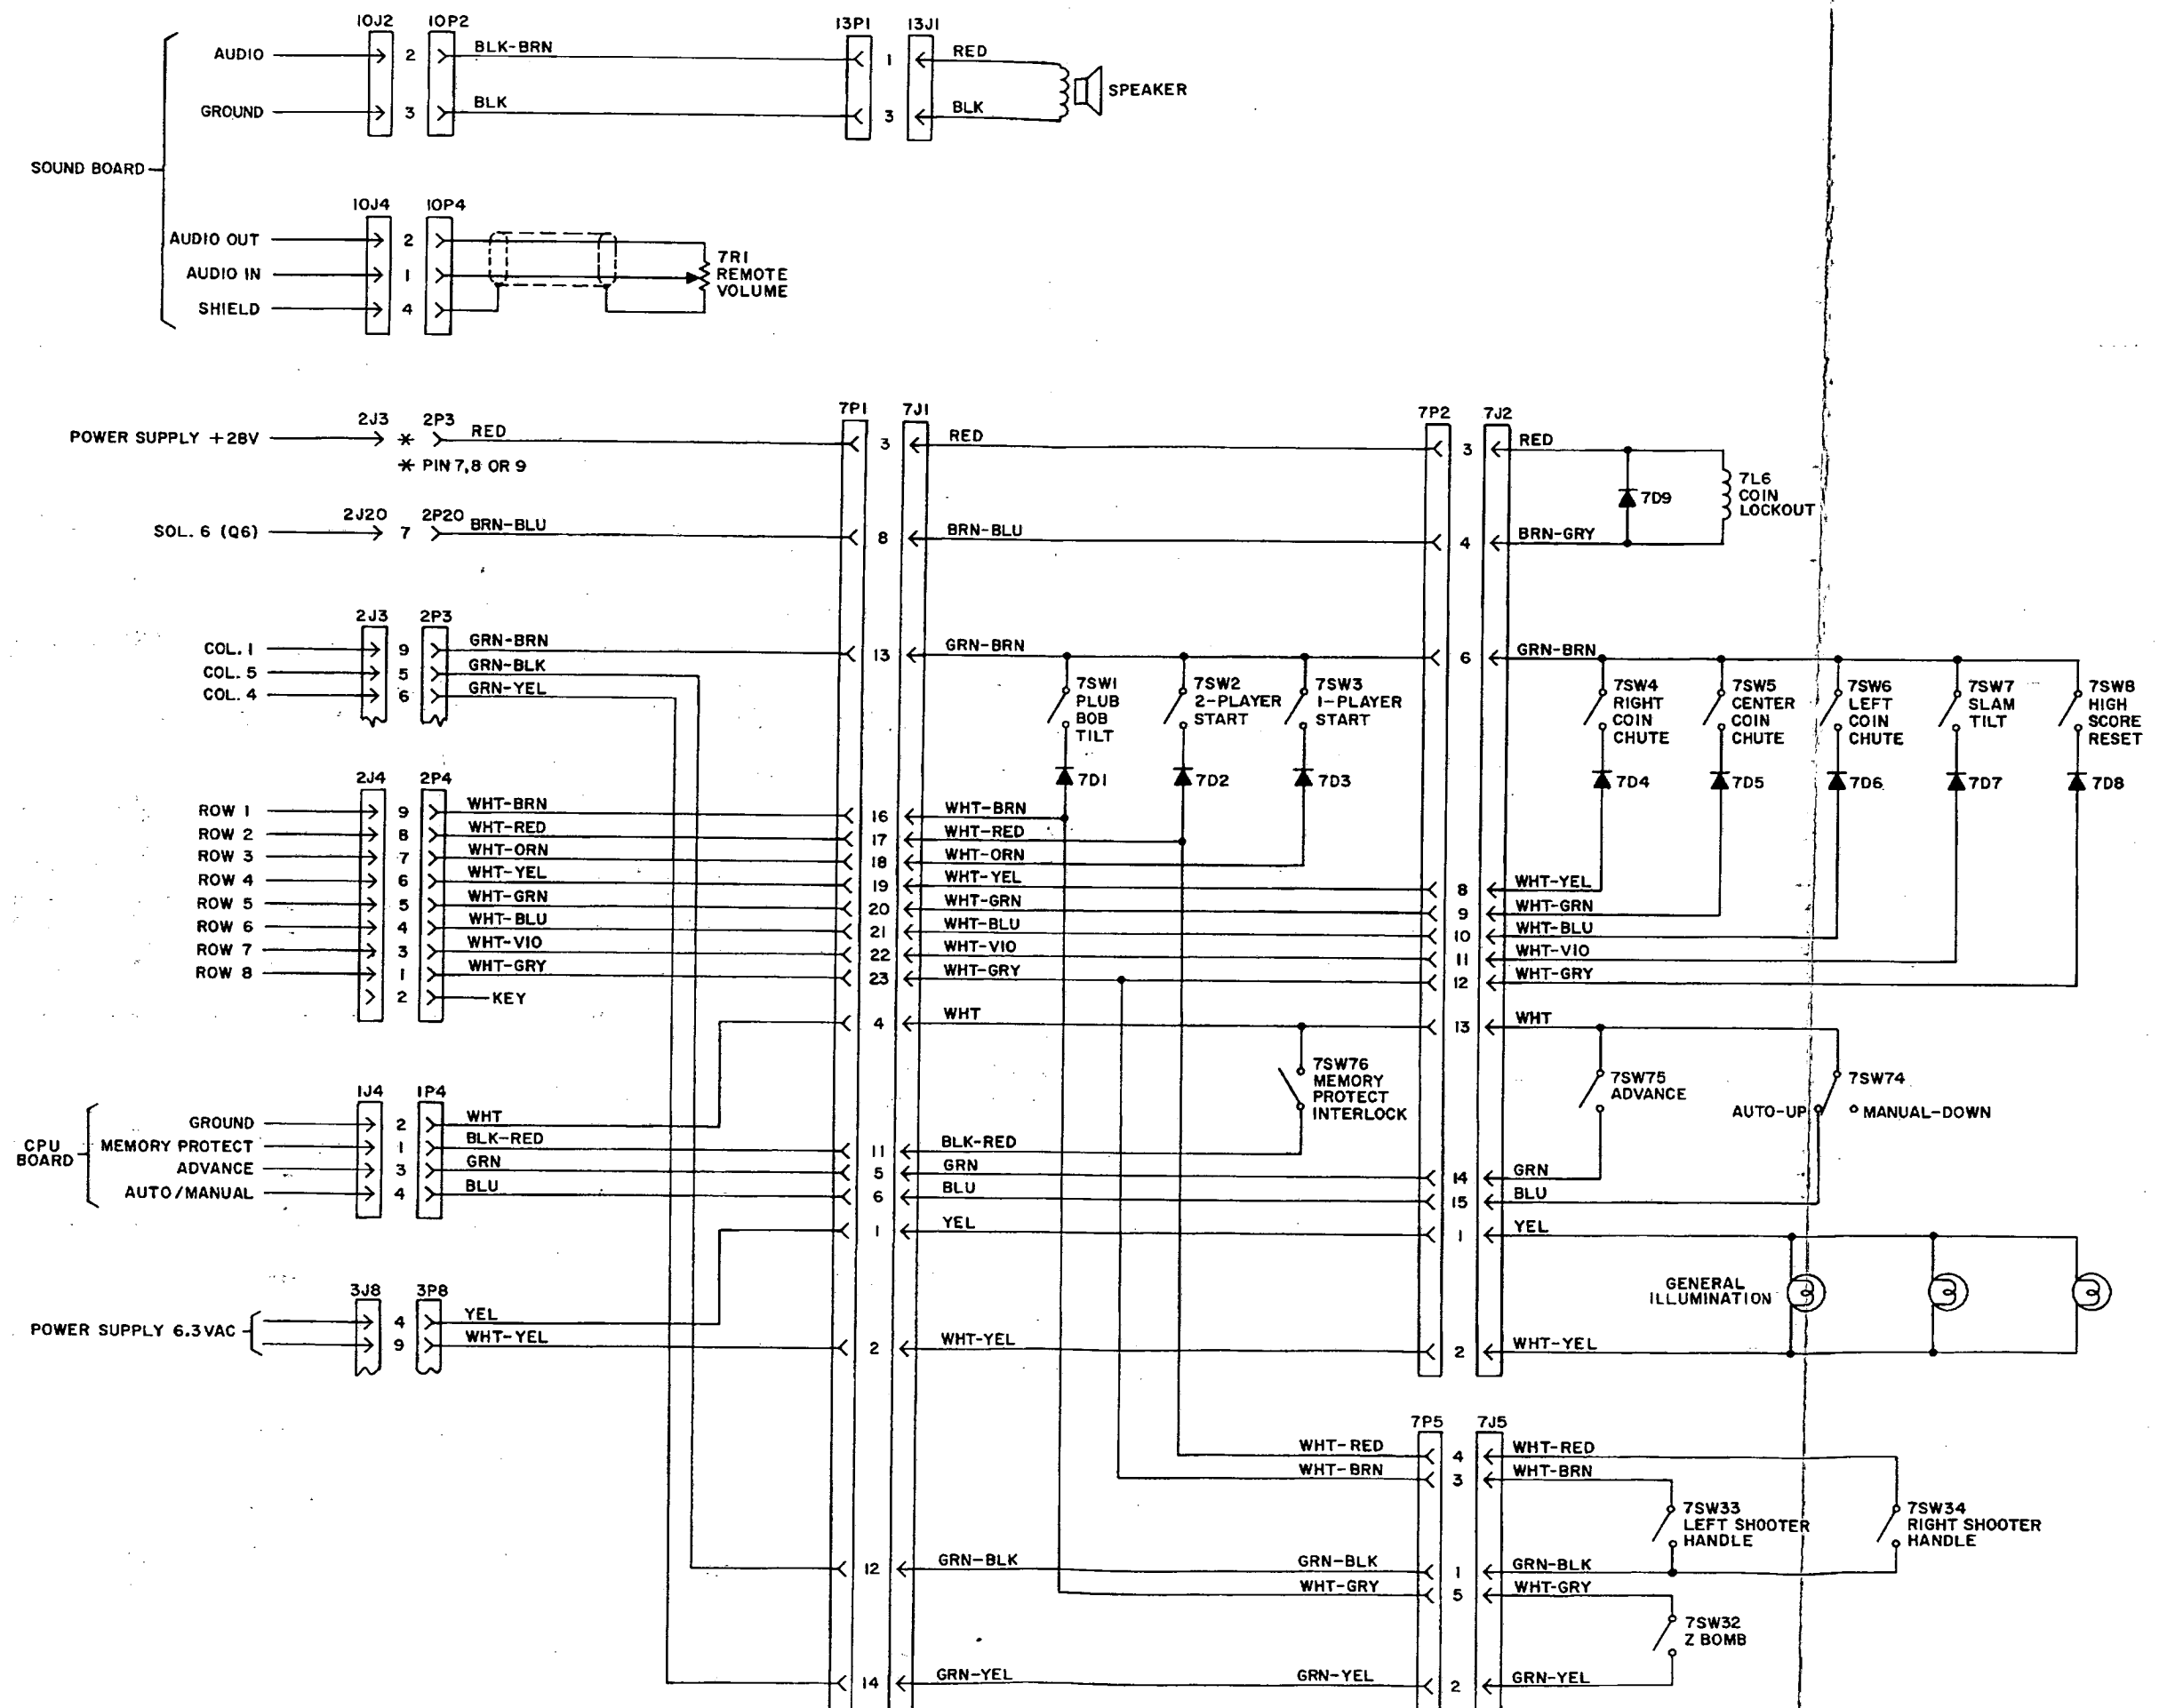 10J2 10P2 13P1 13J1
AUDIO 2 BLK-BRN 1 RED
SPEAKER
GROUND 3 BLK 3 BLK
SOUND BOARD
10J4 10P4
AUDIO OUT 2
AUDIO IN 1
SHIELD 4
7R1
REMOTE
VOLUME
7P1 7J1 7P2 7J2
2J3 2P3
POWER SUPPLY +28V * RED 3 RED 3 RED
* PIN 7,8 OR 9
7D9
7L6
COIN
LOCKOUT
2J20 2P20
SOL. 6 (Q6) 7 BRN-BLU 8 BRN-BLU 4 BRN-GRY
2J3 2P3
COL. 1 9 GRN-BRN 13 GRN-BRN 6 GRN-BRN
COL. 5 5 GRN-BLK
COL. 4 6 GRN-YEL
7SW1
PLUB
BOB
TILT
7SW2
2-PLAYER
START
7SW3
1-PLAYER
START
7SW4
RIGHT
COIN
CHUTE
7SW5
CENTER
COIN
CHUTE
7SW6
LEFT
COIN
CHUTE
7SW7
SLAM
TILT
7SW8
HIGH
SCORE
RESET
7D1 7D2 7D3 7D4 7D5 7D6 7D7 7D8
2J4 2P4
ROW 1 9 WHT-BRN 16 WHT-BRN
ROW 2 8 WHT-RED 17 WHT-RED
ROW 3 7 WHT-ORN 18 WHT-ORN
ROW 4 6 WHT-YEL 19 WHT-YEL 8 WHT-YEL
ROW 5 5 WHT-GRN 20 WHT-GRN 9 WHT-GRN
ROW 6 4 WHT-BLU 21 WHT-BLU 10 WHT-BLU
ROW 7 3 WHT-VIO 22 WHT-VIO 11 WHT-VIO
ROW 8 1 WHT-GRY 23 WHT-GRY 12 WHT-GRY
2 KEY
4 WHT 13 WHT
7SW76
MEMORY
PROTECT
INTERLOCK
7SW75
ADVANCE
7SW74
AUTO-UP MANUAL-DOWN
1J4 1P4
CPU
BOARD
GROUND 2 WHT
MEMORY PROTECT 1 BLK-RED 11 BLK-RED
ADVANCE 3 GRN 5 GRN 14 GRN
AUTO/MANUAL 4 BLU 6 BLU 15 BLU
1 YEL 1 YEL
GENERAL
ILLUMINATION
3J8 3P8
POWER SUPPLY 6.3VAC
4 YEL
9 WHT-YEL 2 WHT-YEL 2 WHT-YEL
7P5 7J5
WHT-RED 4 WHT-RED
WHT-BRN 3 WHT-BRN
7SW33
LEFT SHOOTER
HANDLE
7SW34
RIGHT SHOOTER
HANDLE
12 GRN-BLK GRN-BLK 1 GRN-BLK
WHT-GRY 5 WHT-GRY
7SW32
Z BOMB
14 GRN-YEL GRN-YEL 2 GRN-YEL